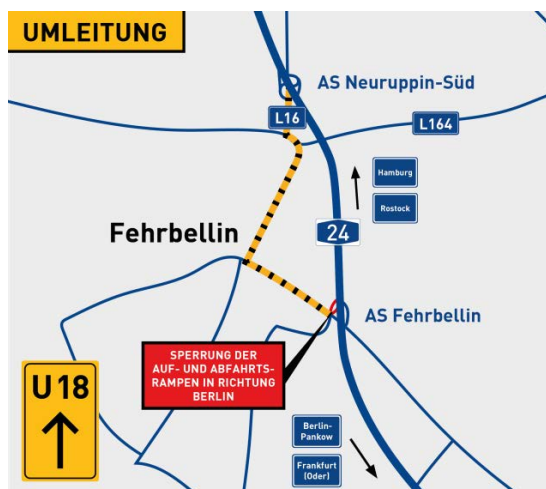 UMLEITUNG
AS Neuruppin-Süd
L16
L164
Hamburg
Rostock
Fehrbellin
24
AS Fehrbellin
SPERRUNG DER
AUF- UND ABFAHRTS-
RAMPEN IN RICHTUNG
BERLIN
U18
Berlin-
Pankow
Frankfurt
(Oder)